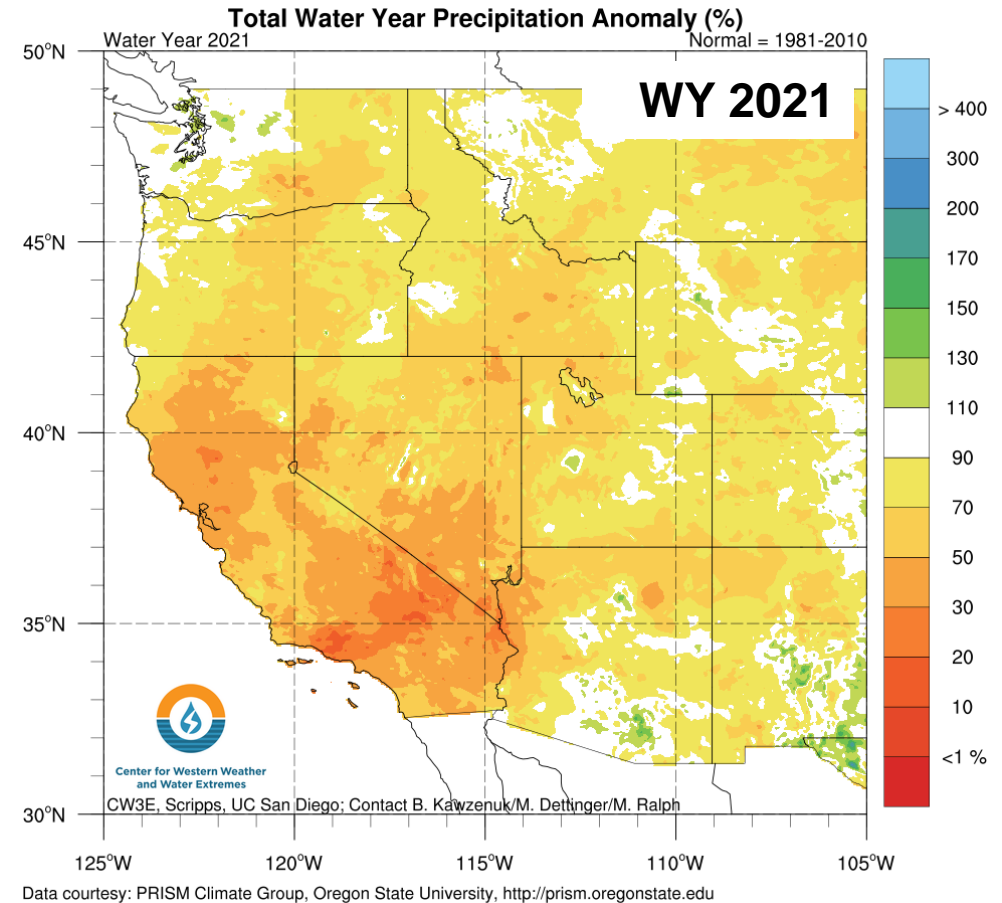 Total Water Year Precipitation Anomaly (%)
Water Year 2021
Normal = 1981-2010
WY 2021
50°N
45°N
40°N
35°N
30°N
> 400
300
200
170
150
130
110
90
70
50
30
20
10
<1 %
Center for Western Weather
and Water Extremes
CW3E, Scripps, UC San Diego; Contact B. Kawzenuk/M. Dettinger/M. Ralph
125°W
120°W
115°W
110°W
105°W
Data courtesy: PRISM Climate Group, Oregon State University, http://prism.oregonstate.edu